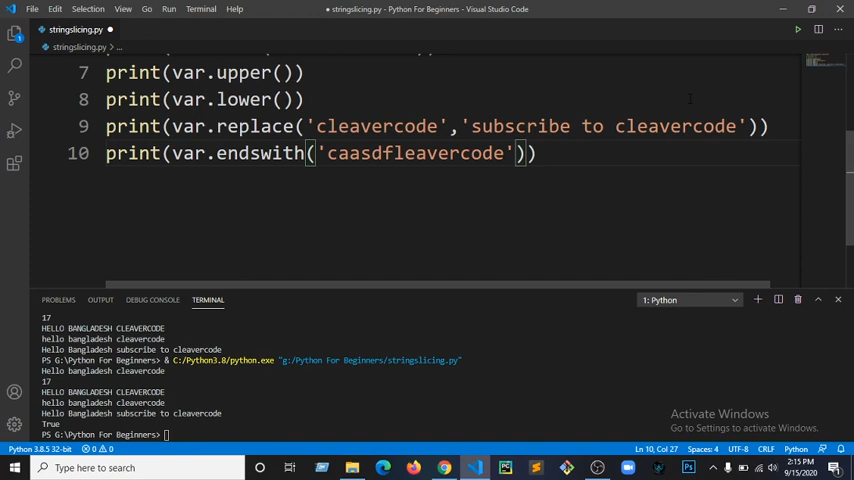 File Edit Selection View Go Run Terminal Help
● stringslicing.py - Python For Beginners - Visual Studio Code
stringslicing.py ●
stringslicing.py > ...
7 print(var.upper())
8 print(var.lower())
9 print(var.replace('cleavercode','subscribe to cleavercode'))
10 print(var.endswith('caasdfleavercode'))
PROBLEMS OUTPUT DEBUG CONSOLE TERMINAL
1: Python
17
HELLO BANGLADESH CLEAVERCODE
hello bangladesh cleavercode
Hello Bangladesh subscribe to cleavercode
PS G:\Python For Beginners> & C:/Python3.8/python.exe "g:/Python For Beginners/stringslicing.py"
Hello Bangladesh cleavercode
17
HELLO BANGLADESH CLEAVERCODE
hello bangladesh cleavercode
Hello Bangladesh subscribe to cleavercode
True
PS G:\Python For Beginners>
Activate Windows
Go to Settings to activate Windows.
Python 3.8.5 32-bit 0 0 Ln 10, Col 27 Spaces: 4 UTF-8 CRLF Python
Type here to search
2:15 PM
9/15/2020